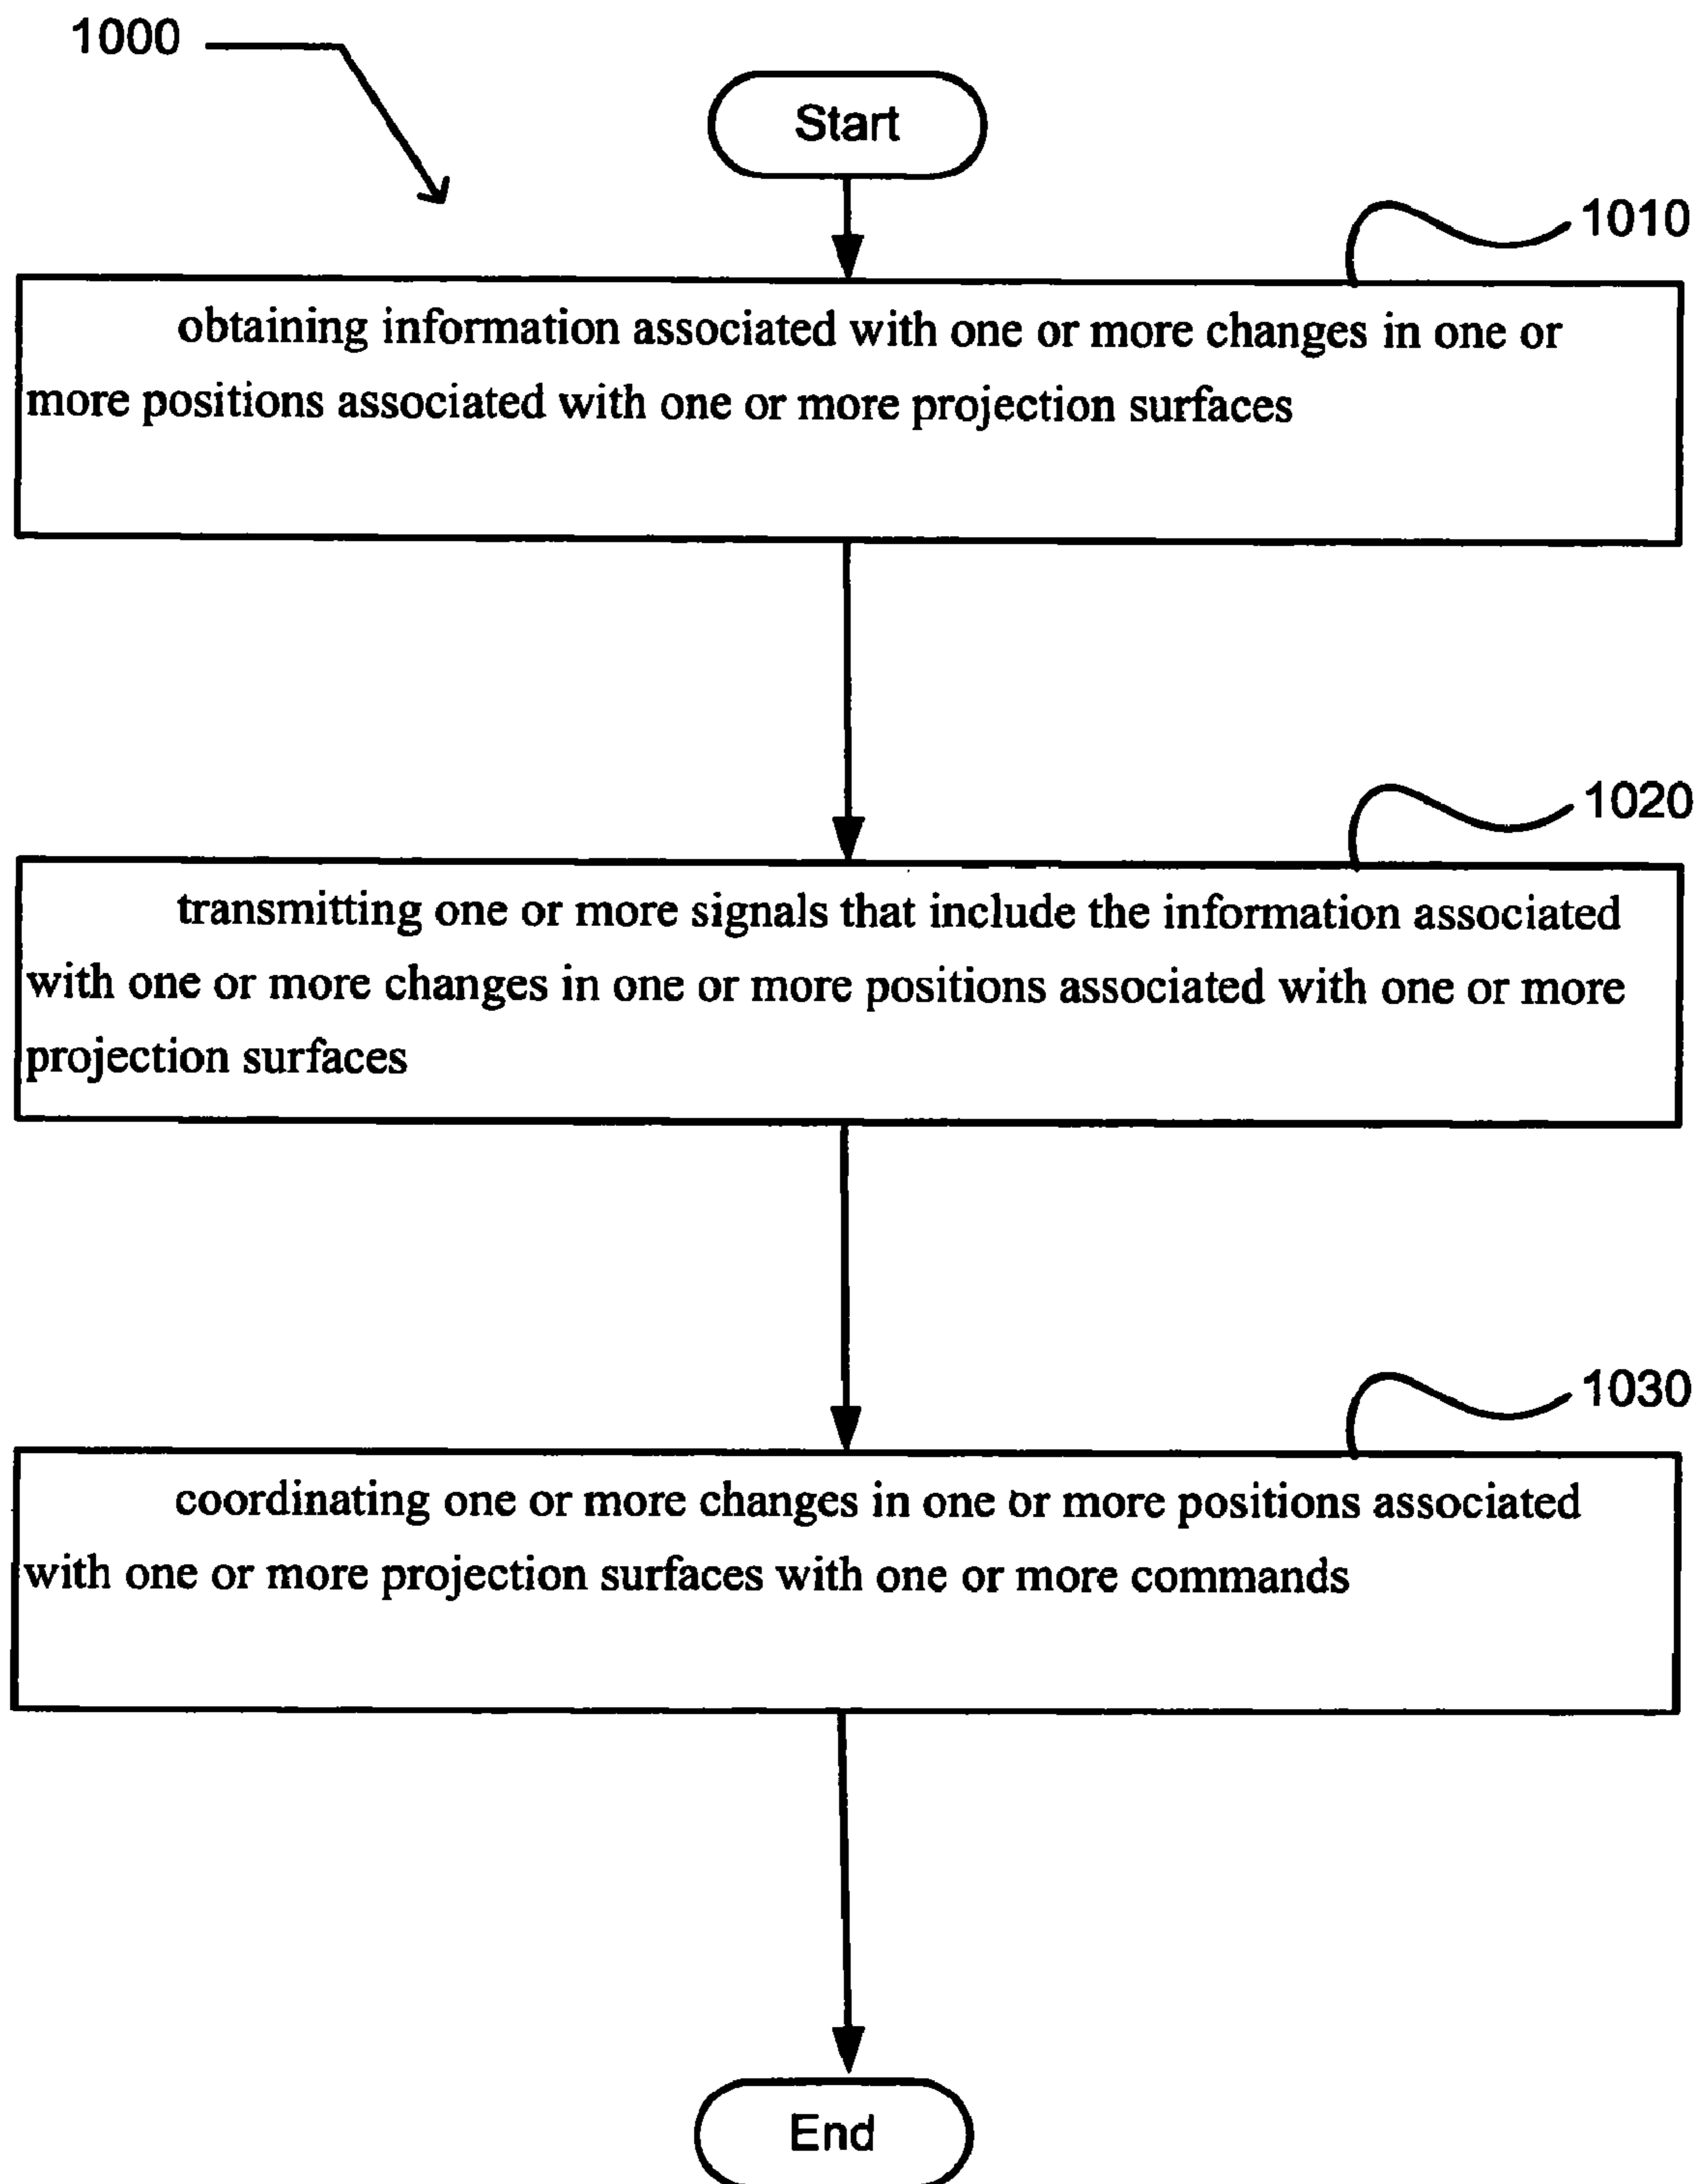 1000
Start
1010
obtaining information associated with one or more changes in one or
more positions associated with one or more projection surfaces
1020
transmitting one or more signals that include the information associated
with one or more changes in one or more positions associated with one or more
projection surfaces
1030
coordinating one or more changes in one or more positions associated
with one or more projection surfaces with one or more commands
End